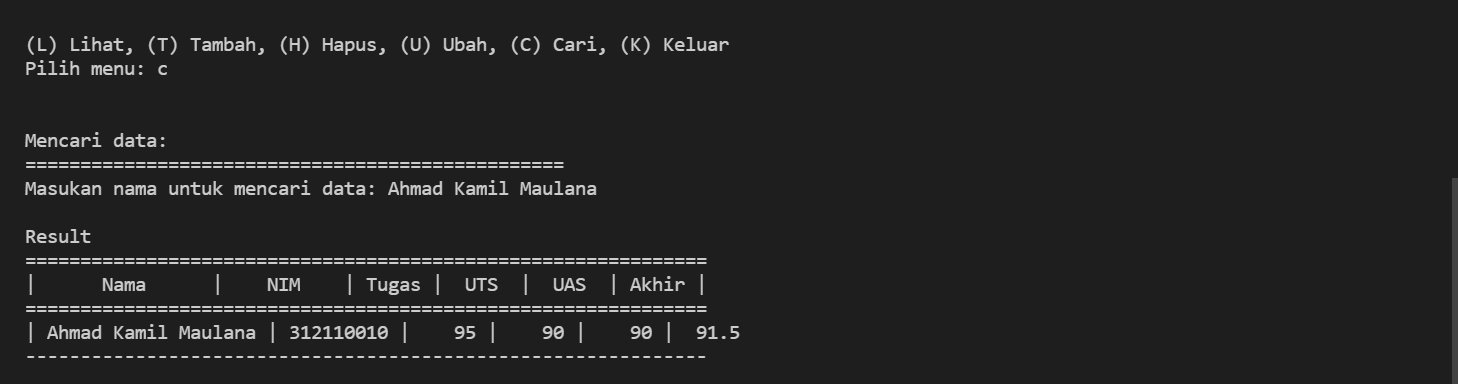 (L) Lihat, (T) Tambah, (H) Hapus, (U) Ubah, (C) Cari, (K) Keluar
Pilih menu: c
Mencari data:
=================================================
Masukan nama untuk mencari data: Ahmad Kamil Maulana
Result
==============================================================
|      Nama      |    NIM    | Tugas |  UTS  |  UAS  | Akhir |
==============================================================
| Ahmad Kamil Maulana | 312110010 |    95 |    90 |    90 |  91.5
--------------------------------------------------------------